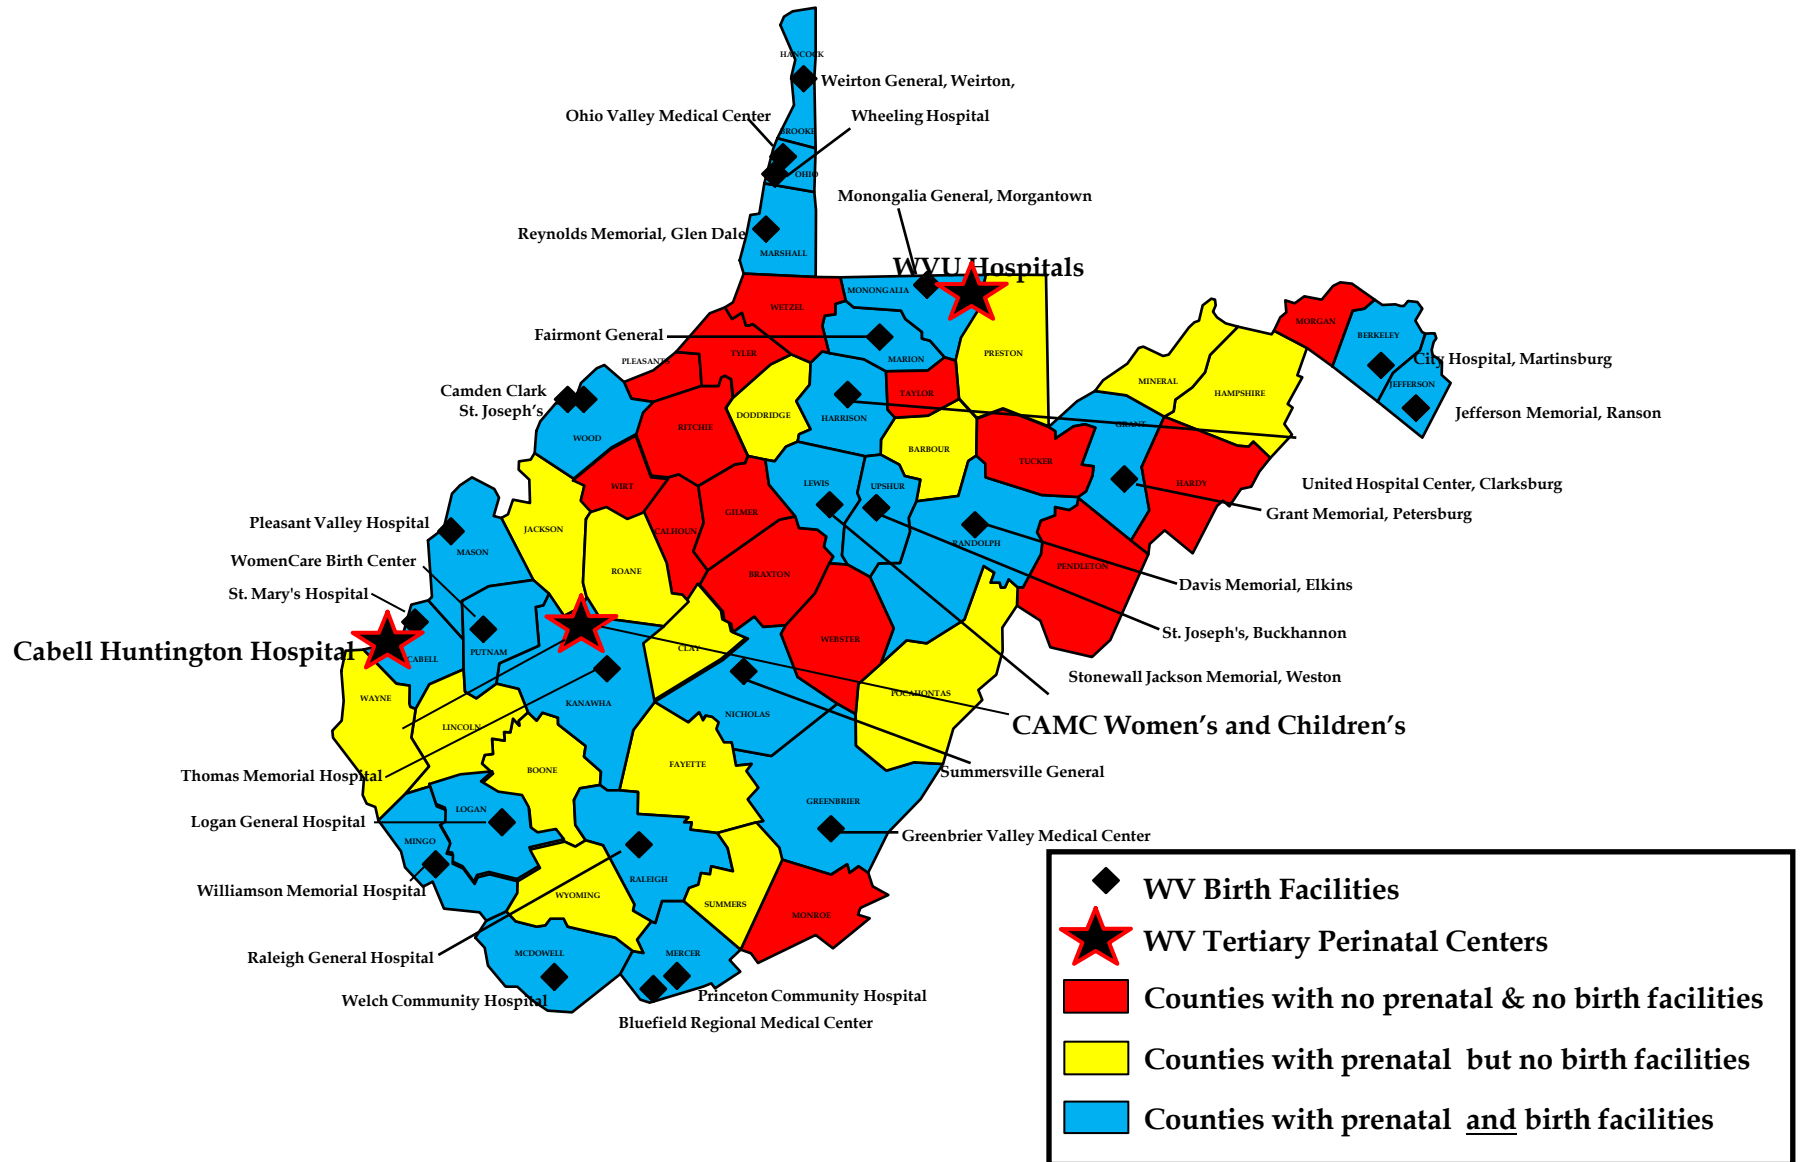 HANCOCK
Weirton General, Weirton,
Ohio Valley Medical Center
Wheeling Hospital
BROOKE
OHIO
Monongalia General, Morgantown
Reynolds Memorial, Glen Dale
MARSHALL
WVU Hospitals
MONONGALIA
WETZEL
MORGAN
Fairmont General
BERKELEY
TYLER
PRESTON
PLEASANTS
MARION
City Hospital, Martinsburg
MINERAL
JEFFERSON
Camden Clark
TAYLOR
HAMPSHIRE
St. Joseph’s
Jefferson Memorial, Ranson
DODDRIDGE
HARRISON
RITCHIE
GRANT
WOOD
BARBOUR
TUCKER
WIRT
LEWIS
UPSHUR
HARDY
United Hospital Center, Clarksburg
GILMER
Grant Memorial, Petersburg
Pleasant Valley Hospital
JACKSON
CALHOUN
RANDOLPH
MASON
WomenCare Birth Center
ROANE
BRAXTON
PENDLETON
Davis Memorial, Elkins
St. Mary's Hospital
St. Joseph's, Buckhannon
WEBSTER
Cabell Huntington Hospital
CABELL
PUTNAM
CLAY
Stonewall Jackson Memorial, Weston
POCAHONTAS
WAYNE
KANAWHA
NICHOLAS
LINCOLN
CAMC Women’s and Children’s
FAYETTE
BOONE
Thomas Memorial Hospital
Summersville General
GREENBRIER
LOGAN
Logan General Hospital
MINGO
Greenbrier Valley Medical Center
RALEIGH
Williamson Memorial Hospital
WYOMING
SUMMERS
MONROE
MCDOWELL
MERCER
Raleigh General Hospital
Welch Community Hospital
Princeton Community Hospital
Bluefield Regional Medical Center
WV Birth Facilities
WV Tertiary Perinatal Centers
Counties with no prenatal & no birth facilities
Counties with prenatal but no birth facilities
Counties with prenatal and birth facilities